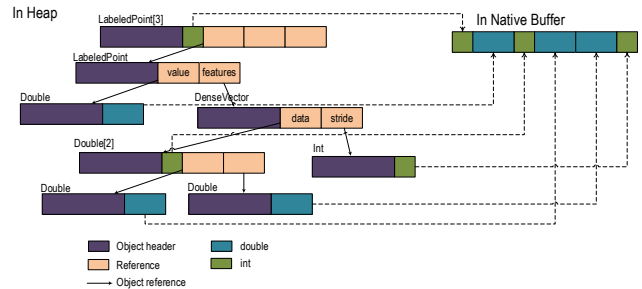 In Heap
In Native Buffer
LabeledPoint[3]
LabeledPoint
value features
Double
DenseVector
data stride
Double[2]
Int
Double
Double
Object header
double
Reference
int
Object reference